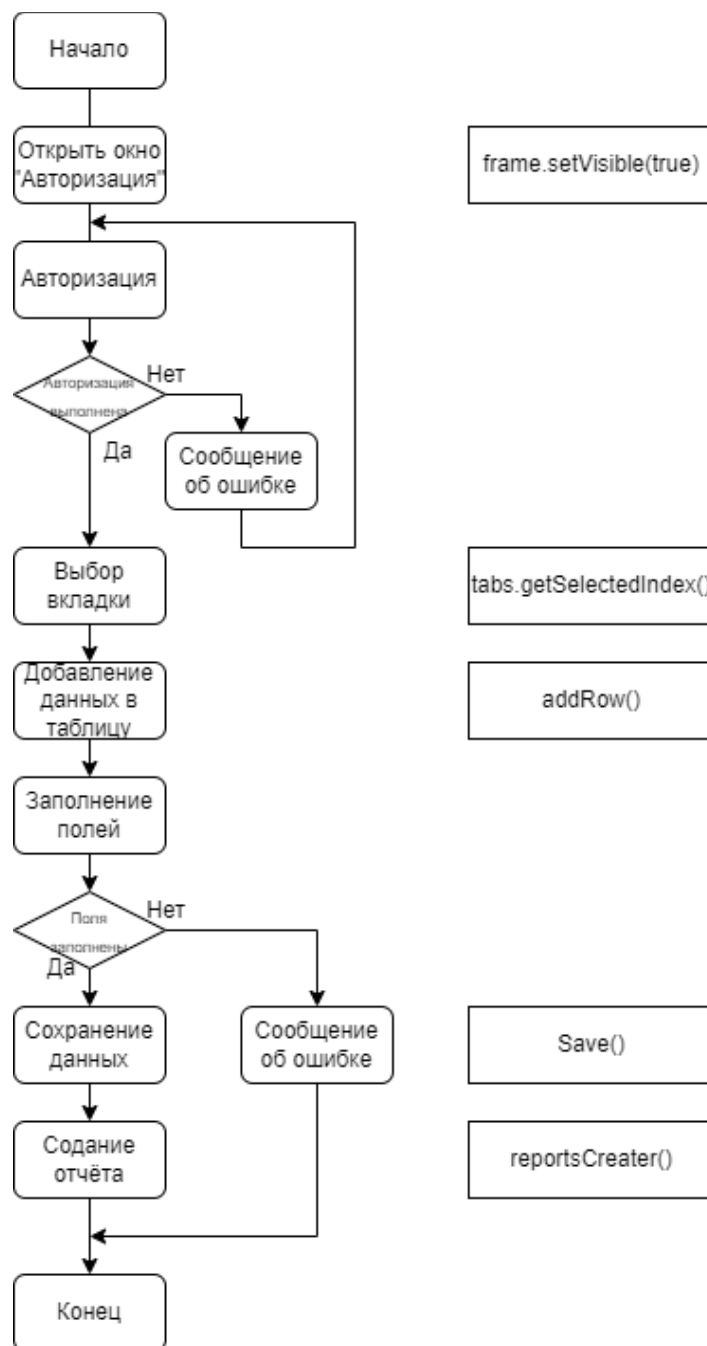 Начало
Открыть окно
"Авторизация"
frame.setVisible(true)
Авторизация
Авторизация
выполнена
Нет
Да
Сообщение
об ошибке
Выбор
вкладки
tabs.getSelectedIndex()
Добавление
данных в
таблицу
addRow()
Заполнение
полей
Поля
заполнены
Нет
Да
Сохранение
данных
Сообщение
об ошибке
Save()
Содание
отчёта
reportsCreater()
Конец